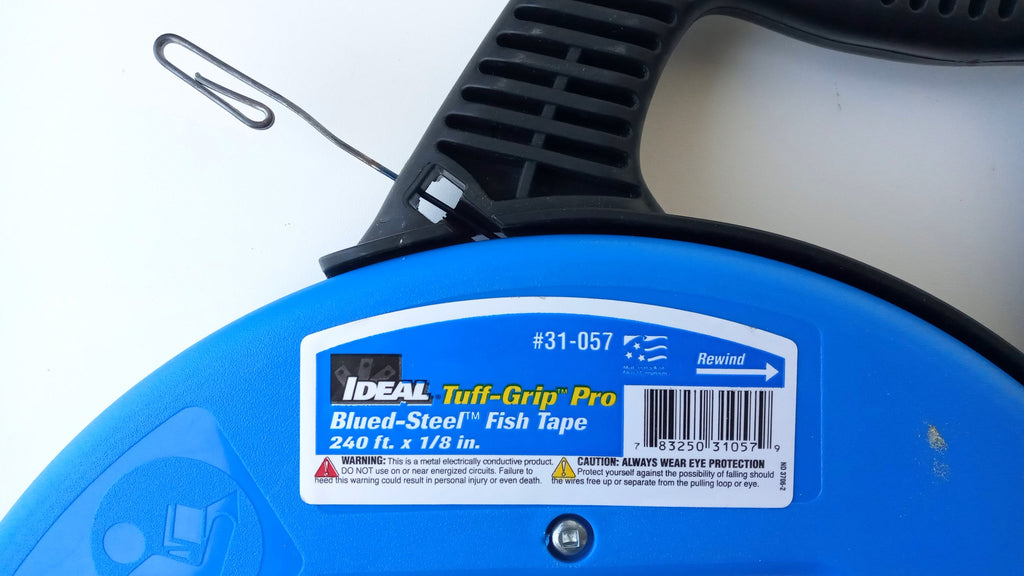 #31-057
Rewind
IDEAL Tuff-Grip™ Pro
Blued-Steel™ Fish Tape
240 ft. x 1/8 in.
7 83250 31057 9
WARNING: This is a metal electrically conductive product.
DO NOT use on or near energized circuits. Failure to
heed this warning could result in personal injury or even death.
CAUTION: ALWAYS WEAR EYE PROTECTION
Protect yourself against the possibility of falling should
the wires free up or separate from the pulling loop or eye.
ND 3706-2